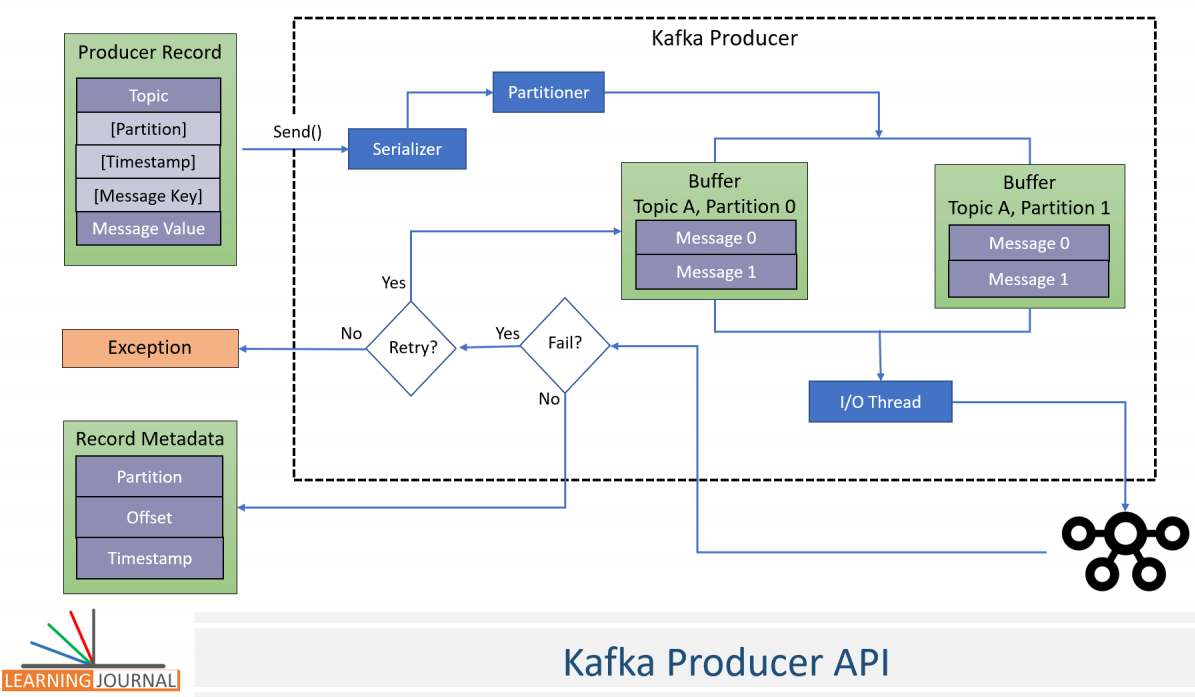 Kafka Producer
Producer Record
Topic
[Partition]
[Timestamp]
[Message Key]
Message Value
Send()
Serializer
Partitioner
Buffer
Topic A, Partition 0
Message 0
Message 1
Buffer
Topic A, Partition 1
Message 0
Message 1
Yes
No
Retry?
Yes
Fail?
No
Exception
I/O Thread
Record Metadata
Partition
Offset
Timestamp
LEARNING JOURNAL
Kafka Producer API